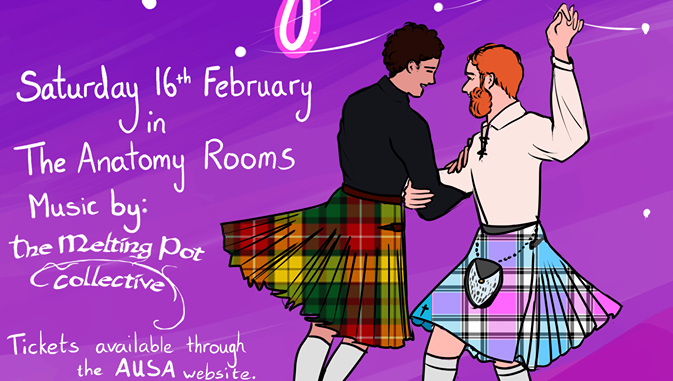 Saturday 16th February
in
The Anatomy Rooms
Music by:
the Melting Pot
collective
Tickets available through
the AUSA website.